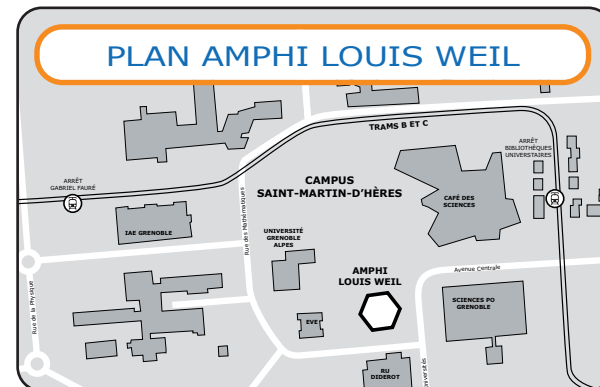 PLAN AMPHI LOUIS WEIL
TRAMS B ET C
ARRÊT
BIBLIOTHÈQUES
UNIVERSTAIRES
ARRÊT
GABRIEL FAURÉ
CAMPUS
SAINT-MARTIN-D'HÈRES
CAFÉ DES
SCIENCES
Rue des Mathématiques
IAE GRENOBLE
UNIVERSITÉ
GRENOBLE
ALPES
AMPHI
LOUIS WEIL
Avenue Centrale
Rue de la Physique
SCIENCES PO
GRENOBLE
EVE
RU
DIDEROT